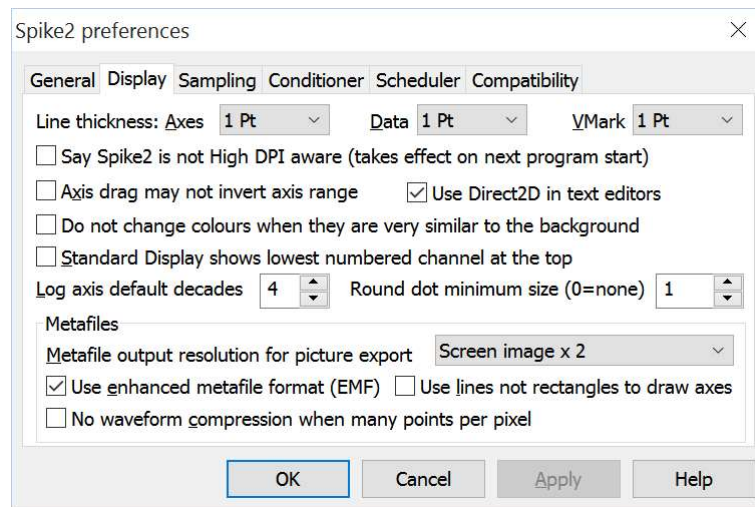 Spike2 preferences
General Display Sampling Conditioner Scheduler Compatibility
Line thickness: Axes 1 Pt Data 1 Pt VMark 1 Pt
Say Spike2 is not High DPI aware (takes effect on next program start)
Axis drag may not invert axis range Use Direct2D in text editors
Do not change colours when they are very similar to the background
Standard Display shows lowest numbered channel at the top
Log axis default decades 4 Round dot minimum size (0=none) 1
Metafiles
Metafile output resolution for picture export Screen image x 2
Use enhanced metafile format (EMF) Use lines not rectangles to draw axes
No waveform compression when many points per pixel
OK Cancel Apply Help